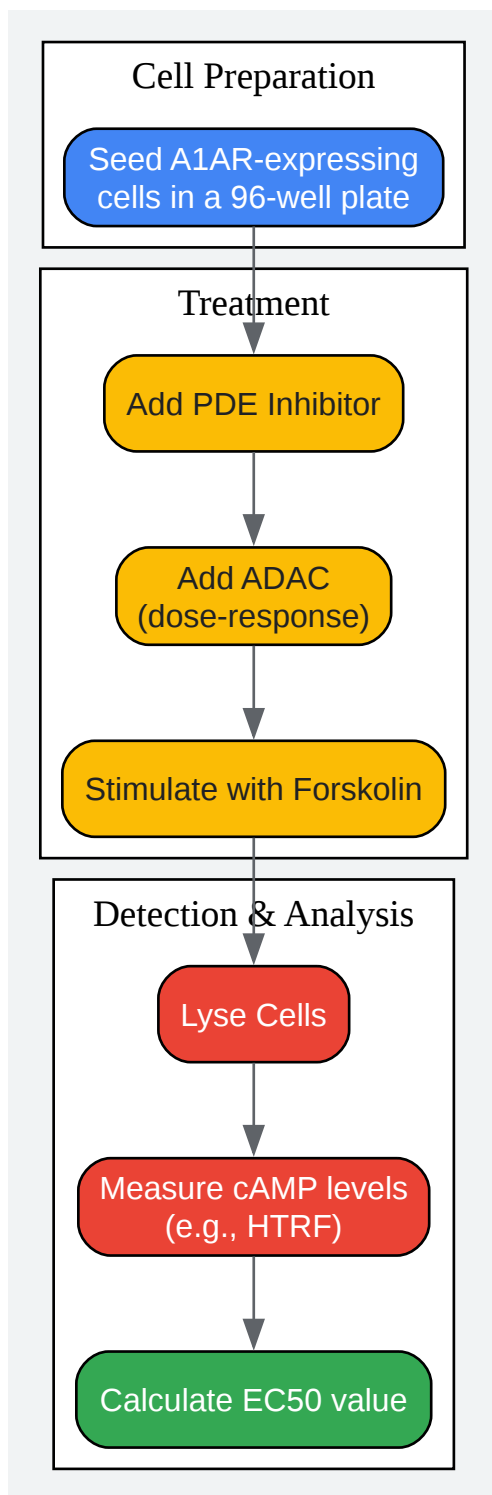 Cell Preparation
Seed A1AR-expressing
cells in a 96-well plate
Treatment
Add PDE Inhibitor
Add ADAC
(dose-response)
Stimulate with Forskolin
Detection & Analysis
Lyse Cells
Measure cAMP levels
(e.g., HTRF)
Calculate EC50 value